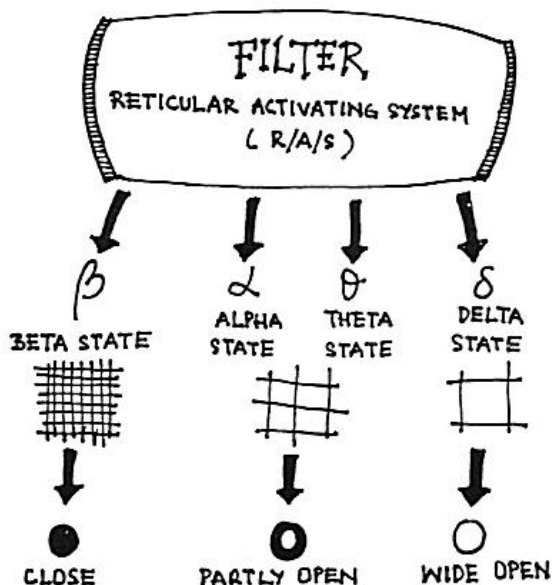 FILTER
RETICULAR ACTIVATING SYSTEM
( R/A/S )
β
BETA STATE
α
ALPHA
STATE
θ
THETA
STATE
δ
DELTA
STATE
CLOSE
PARTLY OPEN
WIDE OPEN